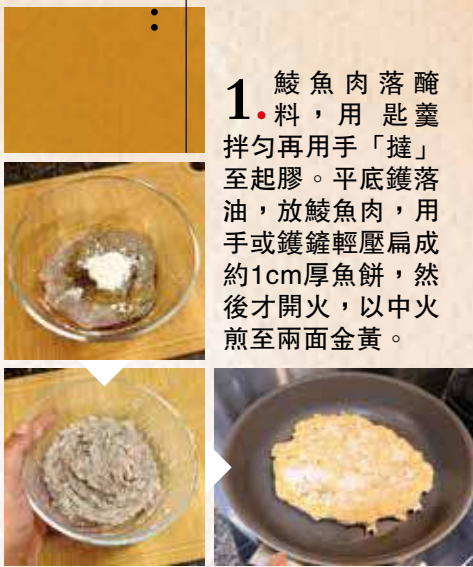 1. 鯪魚肉落醃
料，用匙羹
拌勻再用手「撻」
至起膠。平底鑊落
油，放鯪魚肉，用
手或鑊鏟輕壓扁成
約1cm厚魚餅，然
後才開火，以中火
煎至兩面金黃。